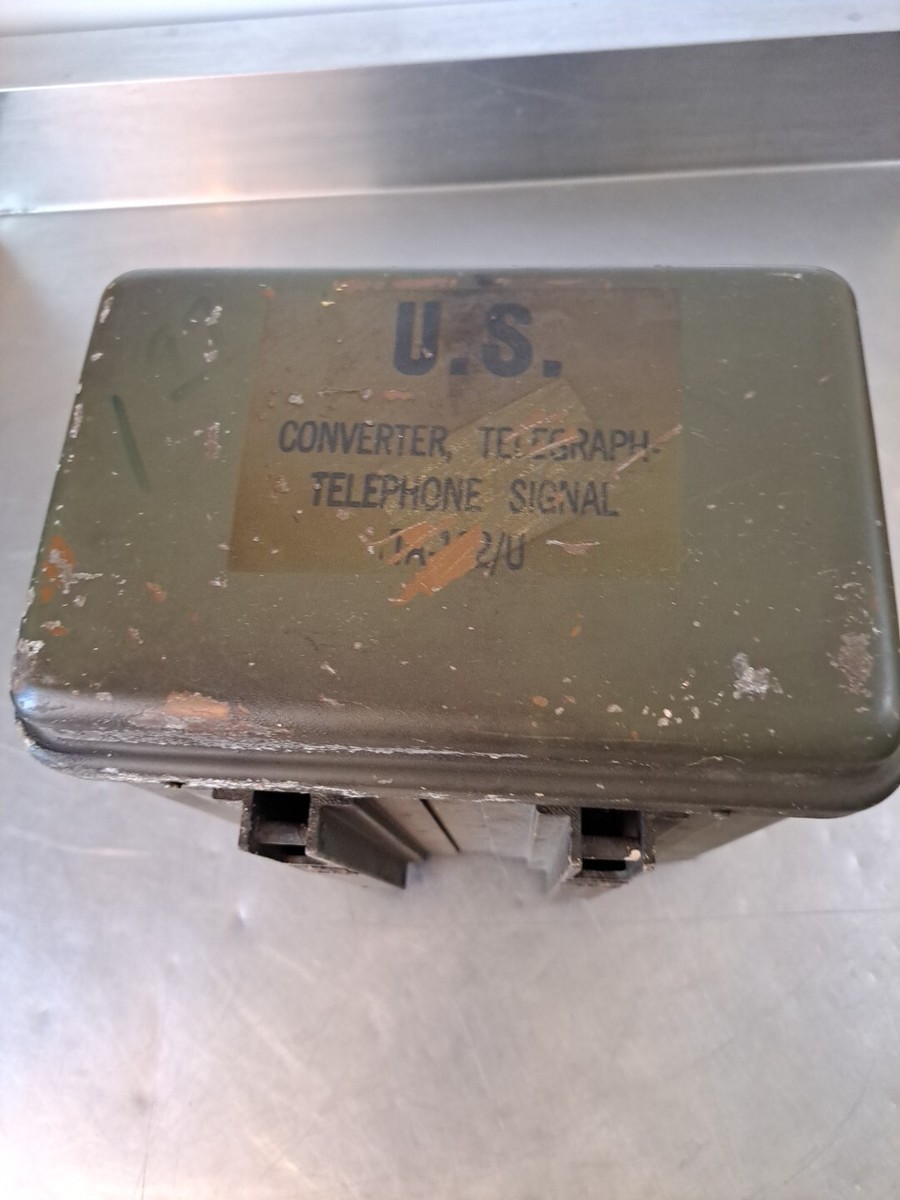 U.S.
CONVERTER, TELEGRAPH-
TELEPHONE SIGNAL